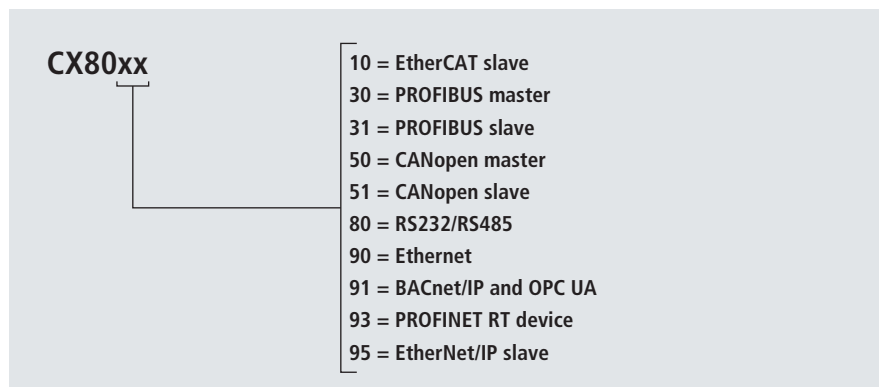 CX80xx
10 = EtherCAT slave
30 = PROFIBUS master
31 = PROFIBUS slave
50 = CANopen master
51 = CANopen slave
80 = RS232/RS485
90 = Ethernet
91 = BACnet/IP and OPC UA
93 = PROFINET RT device
95 = EtherNet/IP slave